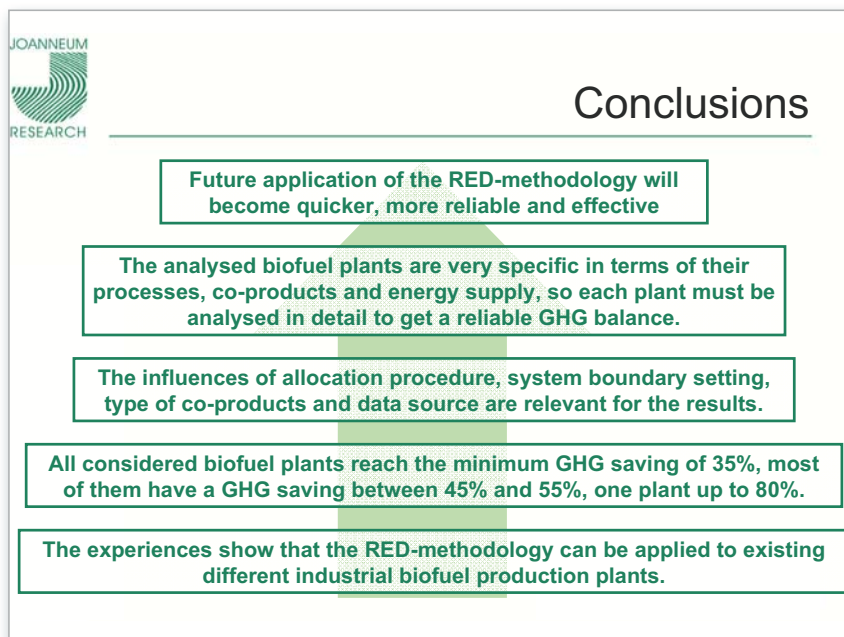 JOANNEUM
RESEARCH
Conclusions
Future application of the RED-methodology will
become quicker, more reliable and effective
The analysed biofuel plants are very specific in terms of their
processes, co-products and energy supply, so each plant must be
analysed in detail to get a reliable GHG balance.
The influences of allocation procedure, system boundary setting,
type of co-products and data source are relevant for the results.
All considered biofuel plants reach the minimum GHG saving of 35%, most
of them have a GHG saving between 45% and 55%, one plant up to 80%.
The experiences show that the RED-methodology can be applied to existing
different industrial biofuel production plants.